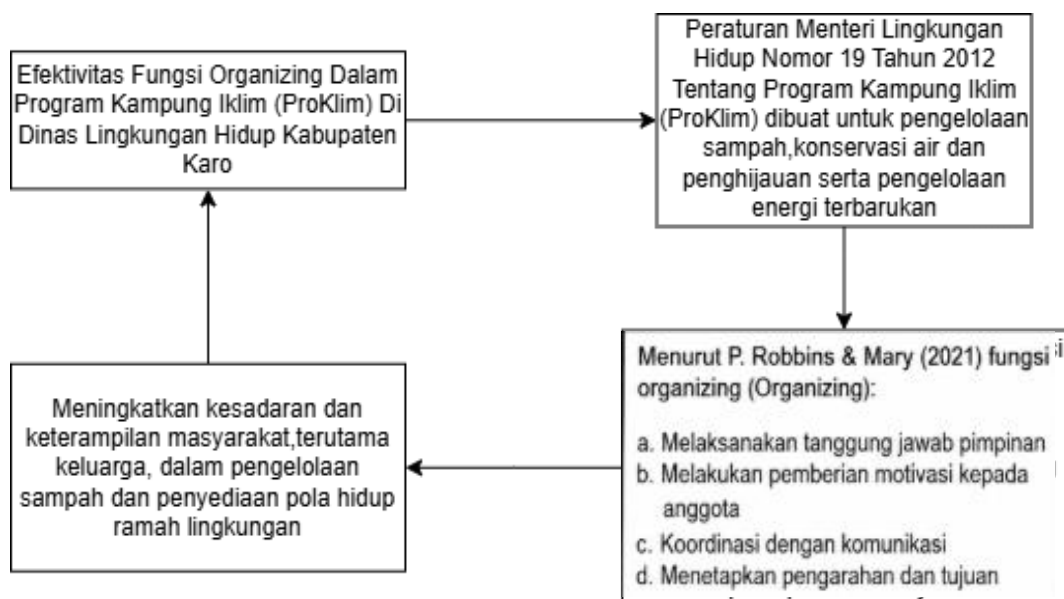 Efektivitas Fungsi Organizing Dalam
Program Kampung Iklim (ProKlim) Di
Dinas Lingkungan Hidup Kabupaten
Karo
Peraturan Menteri Lingkungan
Hidup Nomor 19 Tahun 2012
Tentang Program Kampung Iklim
(ProKlim) dibuat untuk pengelolaan
sampah,konservasi air dan
penghijauan serta pengelolaan
energi terbarukan
Menurut P. Robbins & Mary (2021) fungsi
organizing (Organizing):
a. Melaksanakan tanggung jawab pimpinan
b. Melakukan pemberian motivasi kepada
anggota
c. Koordinasi dengan komunikasi
d. Menetapkan pengarahan dan tujuan
Meningkatkan kesadaran dan
keterampilan masyarakat,terutama
keluarga, dalam pengelolaan
sampah dan penyediaan pola hidup
ramah lingkungan